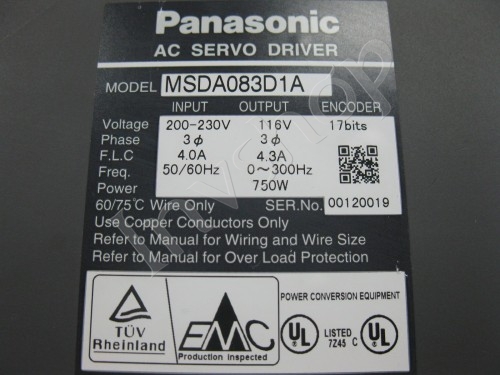 Panasonic
AC SERVO DRIVER
MODEL MSDA083D1A
INPUT OUTPUT ENCODER
Voltage 200-230V 116V 17bits
Phase 3ϕ 3ϕ
F.L.C 4.0A 4.3A
Freq. 50/60Hz 0~300Hz
Power 750W
60/75℃ Wire Only SER.No. 00120019
Use Copper Conductors Only
Refer to Manual for Wiring and Wire Size
Refer to Manual for Over Load Protection
TÜV
Rheinland
EMC
Production inspected
POWER CONVERSION EQUIPMENT
UL LISTED UL
7Z45 C
InvShop